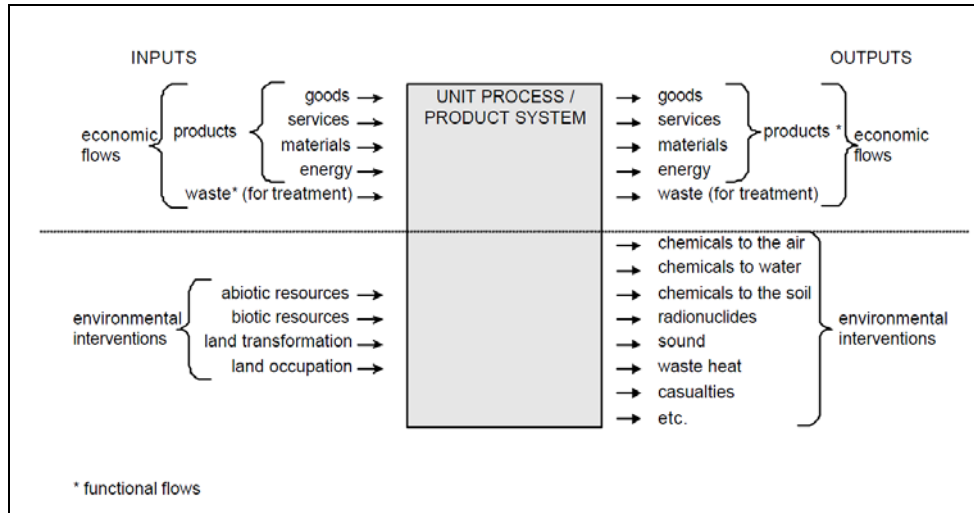 INPUTS
OUTPUTS
UNIT PROCESS /
PRODUCT SYSTEM
economic
flows
products
goods
services
materials
energy
waste* (for treatment)
goods
services
materials
energy
waste (for treatment)
products *
economic
flows
environmental
interventions
abiotic resources
biotic resources
land transformation
land occupation
chemicals to the air
chemicals to water
chemicals to the soil
radionuclides
sound
waste heat
casualties
etc.
environmental
interventions
* functional flows